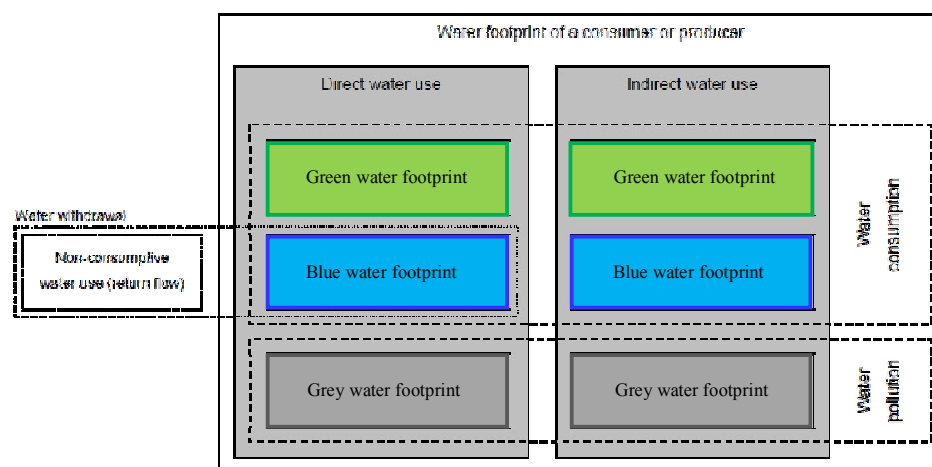 Water footprint of a consumer or producer
Direct water use
Indirect water use
Green water footprint
Green water footprint
Water withdrawal
Non-consumptive
water use (return flow)
Blue water footprint
Blue water footprint
Water
consumption
Grey water footprint
Grey water footprint
Water
pollution